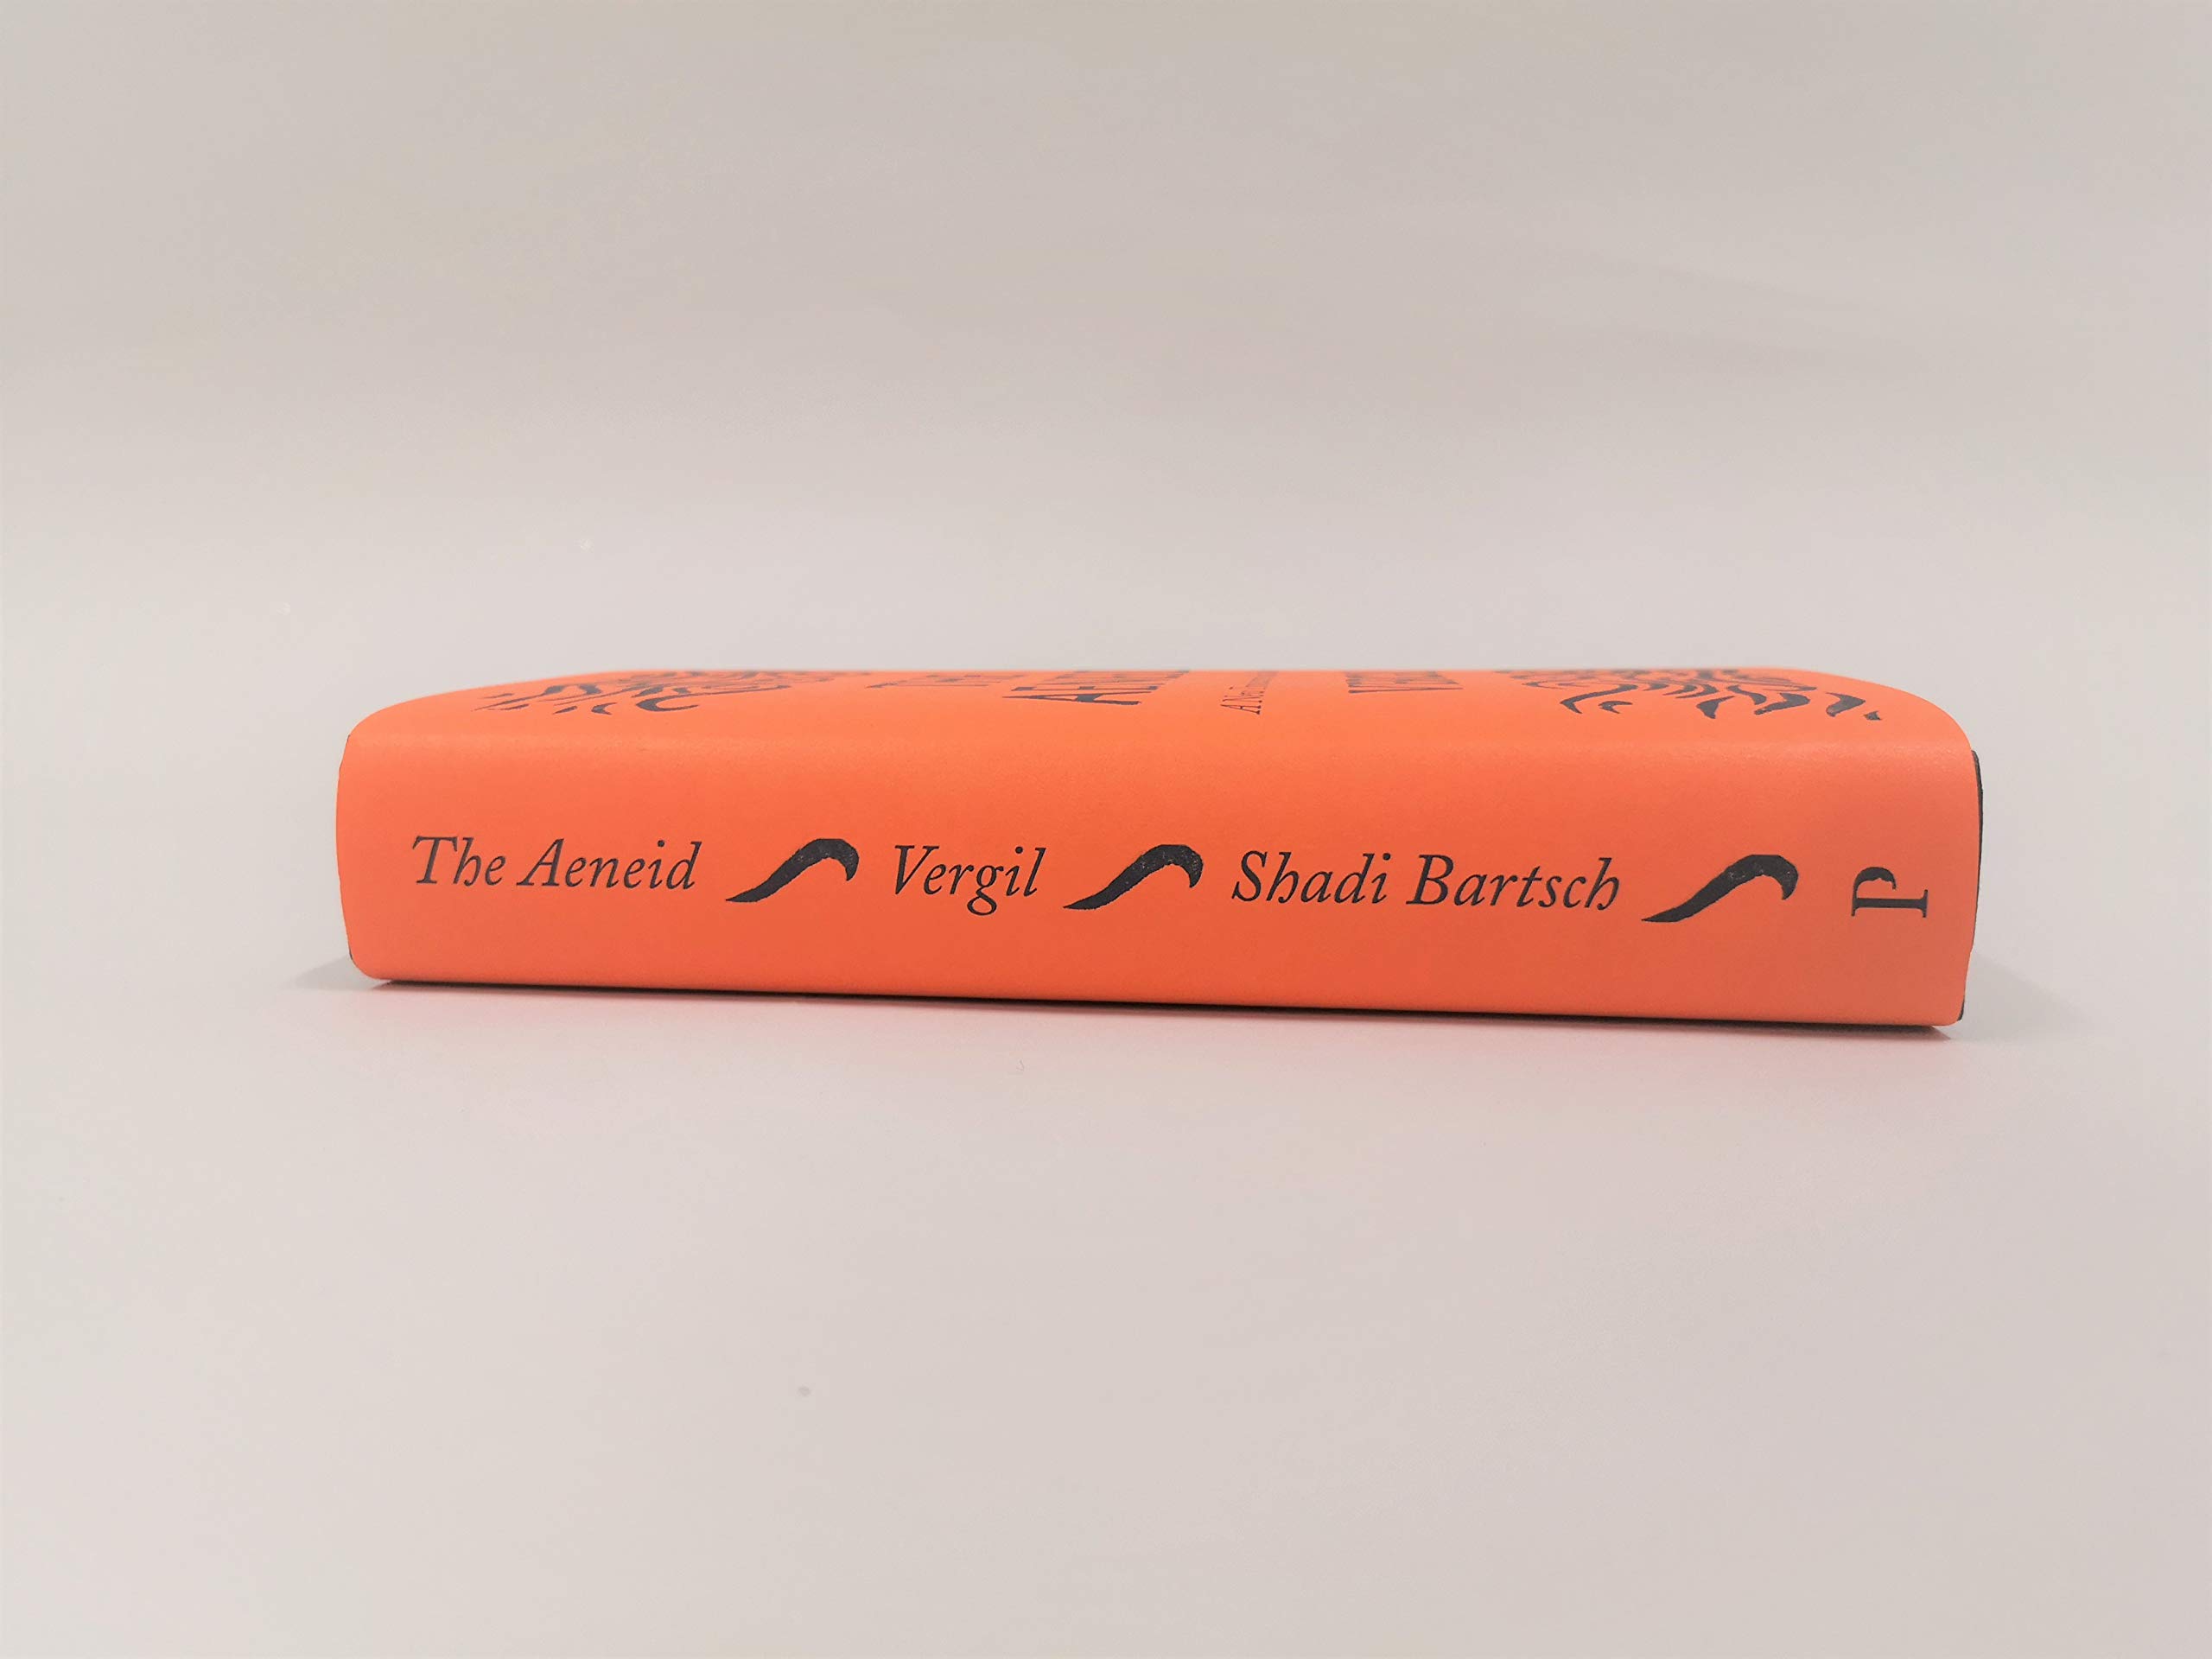 The Aeneid Vergil Shadi Bartsch P